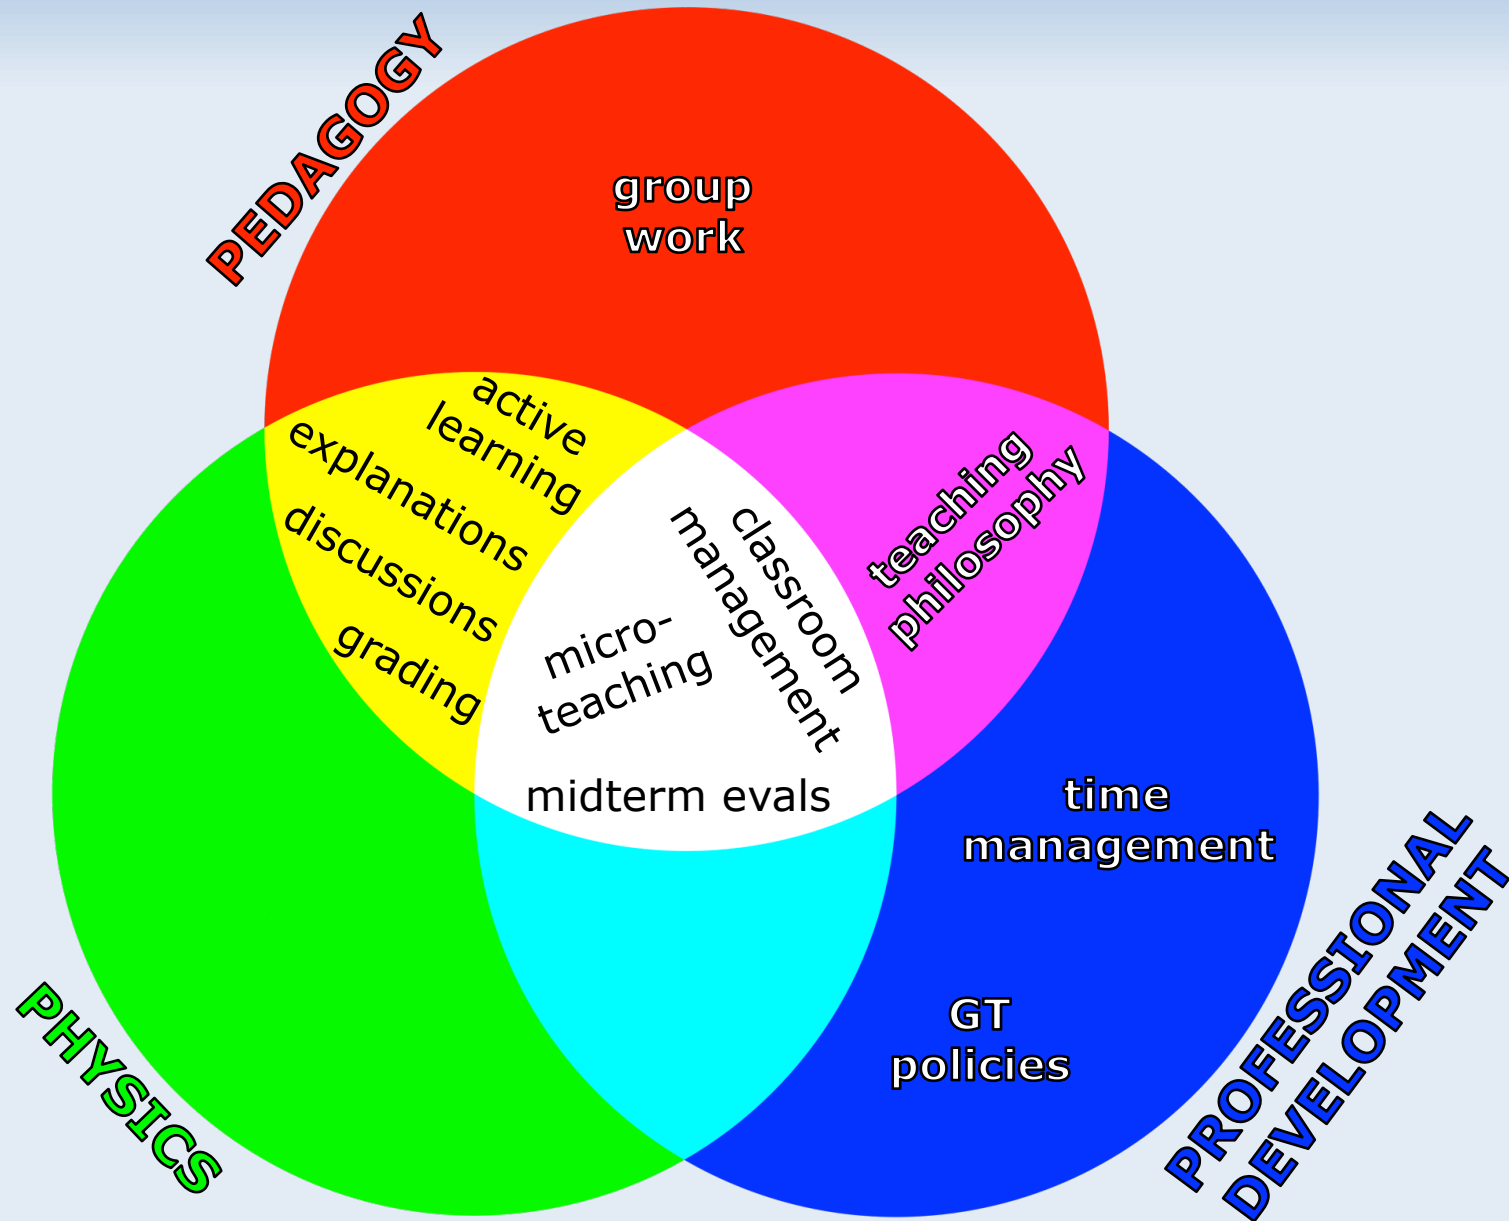 PEDAGOGY
group
work
active
learning
explanations
discussions
grading
classroom
management
micro-
teaching
midterm evals
teaching
philosophy
time
management
GT
policies
PHYSICS
PROFESSIONAL
DEVELOPMENT